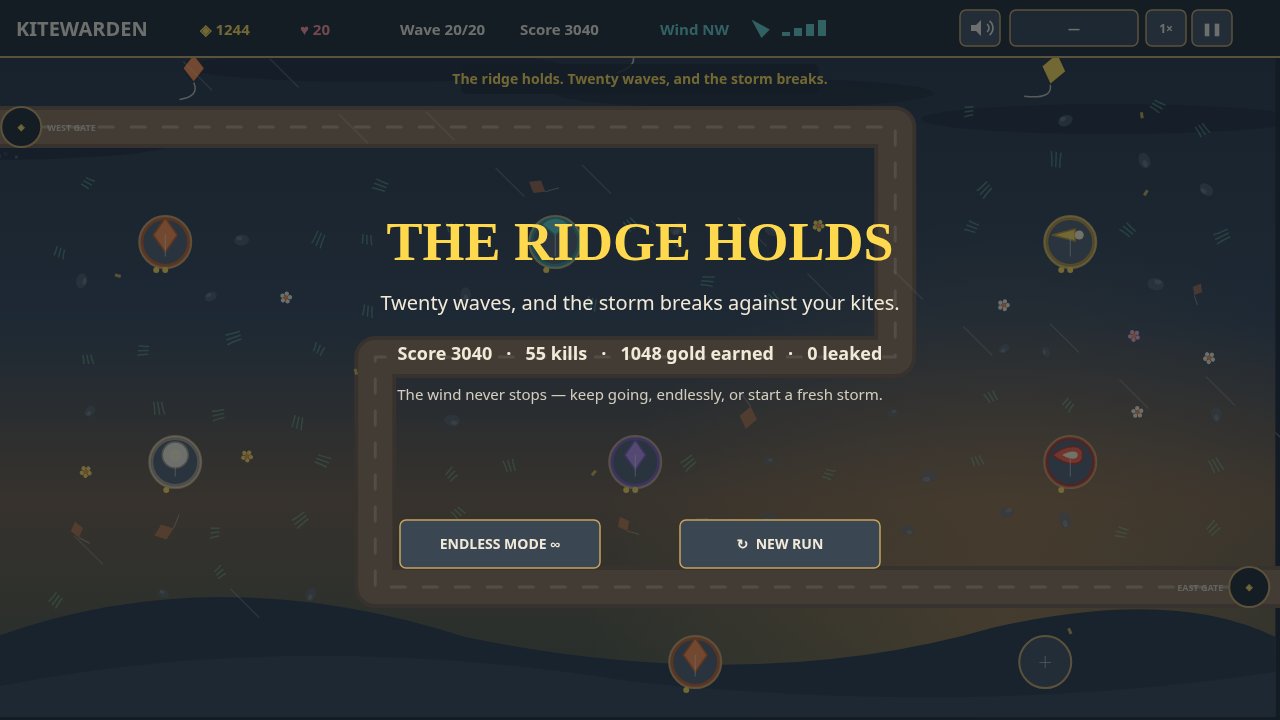 KITEWARDEN ◈ 1244 ♥ 20 Wave 20/20 Score 3040 Wind NW — 1×
The ridge holds. Twenty waves, and the storm breaks.
WEST GATE
THE RIDGE HOLDS
Twenty waves, and the storm breaks against your kites.
Score 3040 · 55 kills · 1048 gold earned · 0 leaked
The wind never stops — keep going, endlessly, or start a fresh storm.
ENDLESS MODE ∞
↻ NEW RUN
EAST GATE